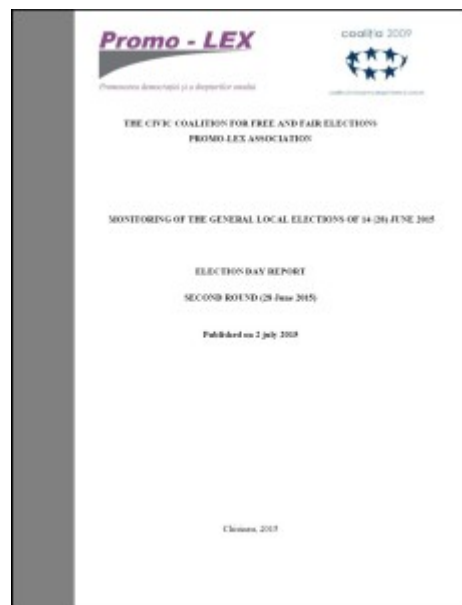 Promo - LEX
coaliția 2009
Promovarea democrației și a drepturilor omului
THE CIVIC COALITION FOR FREE AND FAIR ELECTIONS
PROMO-LEX ASSOCIATION
MONITORING OF THE GENERAL LOCAL ELECTIONS OF 14 (28) JUNE 2015
ELECTION DAY REPORT
SECOND ROUND (28 June 2015)
Published on 2 july 2015
Chisinau, 2015